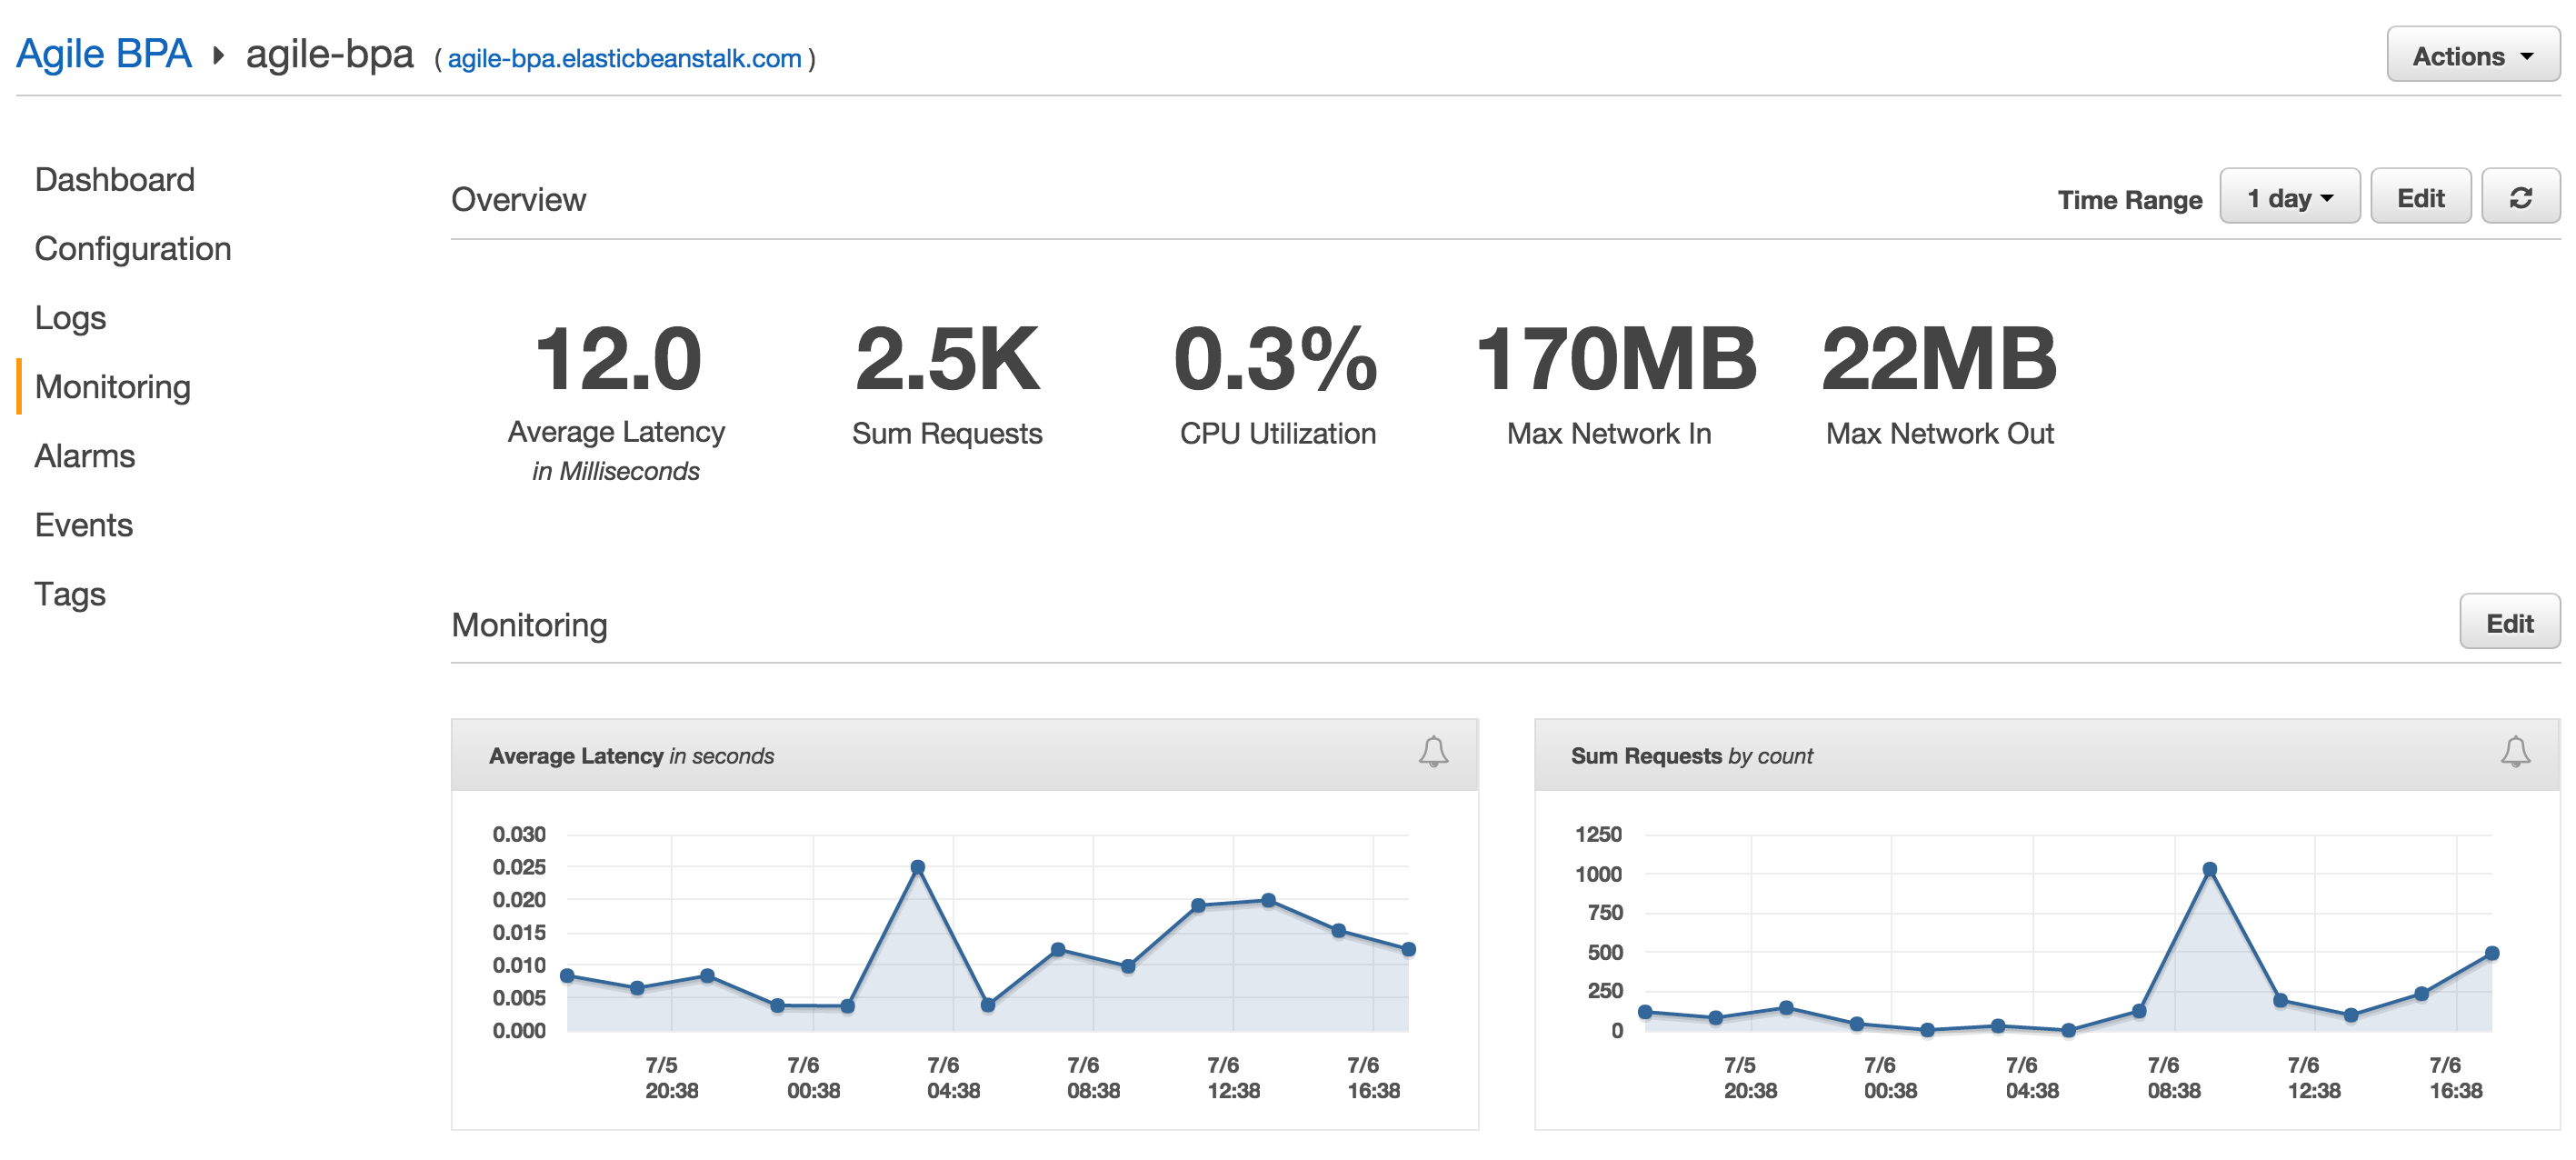 Agile BPA agile-bpa ( agile-bpa.elasticbeanstalk.com )
Actions
Dashboard
Configuration
Logs
Monitoring
Alarms
Events
Tags
Overview
Time Range 1 day Edit
12.0 2.5K 0.3% 170MB 22MB
Average Latency Sum Requests CPU Utilization Max Network In Max Network Out
in Milliseconds
Monitoring
Edit
Average Latency in seconds
0.030
0.025
0.020
0.015
0.010
0.005
0.000
7/5 7/6 7/6 7/6 7/6 7/6
20:38 00:38 04:38 08:38 12:38 16:38
Sum Requests by count
1250
1000
750
500
250
0
7/5 7/6 7/6 7/6 7/6 7/6
20:38 00:38 04:38 08:38 12:38 16:38